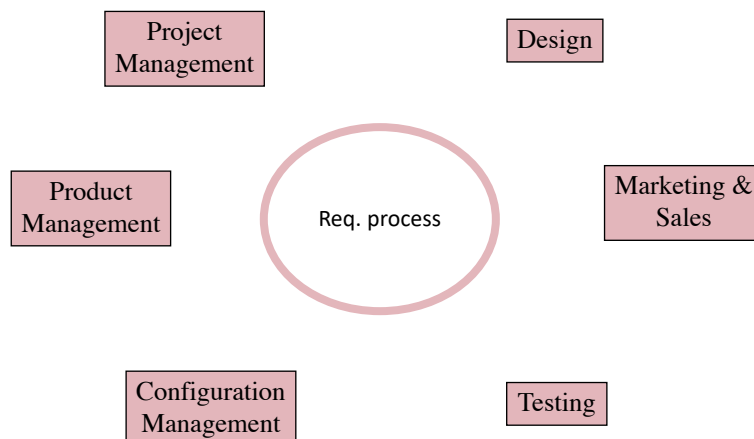 Project
Management
Design
Product
Management
Req. process
Marketing &
Sales
Configuration
Management
Testing